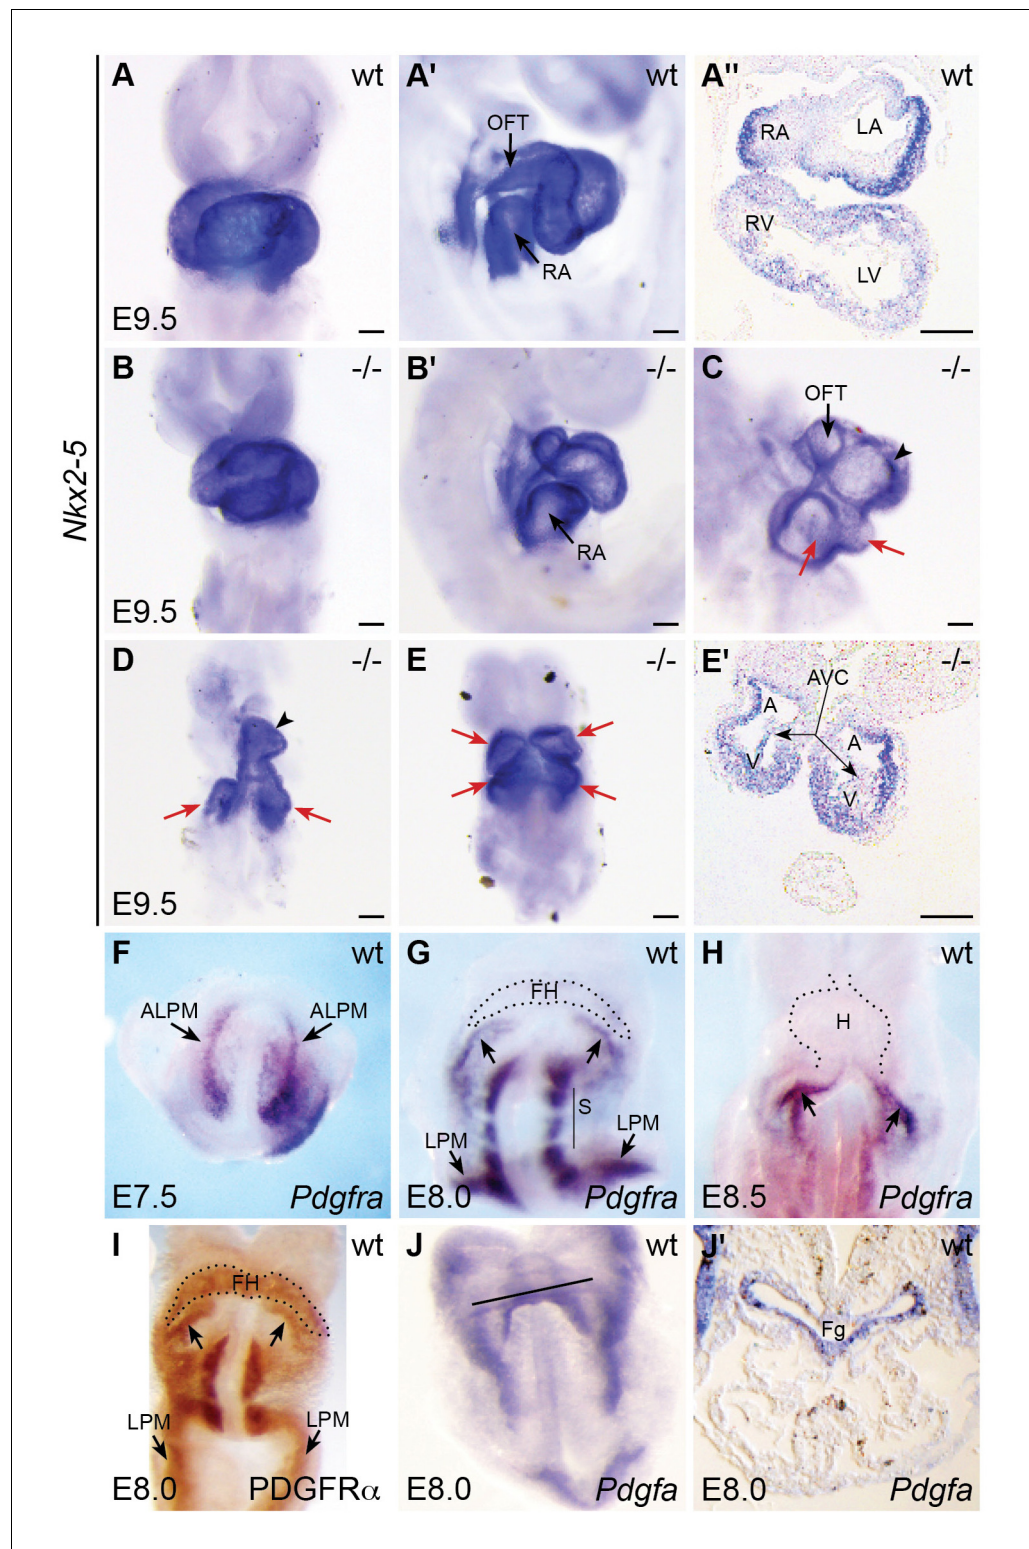 A wt
A' wt
OFT
RA
A" wt
RA LA
RV
LV
E9.5
Nkx2-5
B -/-
B' -/-
RA
C -/-
OFT
E9.5
D -/-
E -/-
E' -/-
AVC
A
A
V
V
E9.5
F wt
ALPM ALPM
E7.5 Pdgfra
G wt
FH
S
LPM LPM
E8.0 Pdgfra
H wt
H
E8.5 Pdgfra
I wt
FH
LPM LPM
E8.0 PDGFRα
J wt
E8.0 Pdgfa
J' wt
Fg
E8.0 Pdgfa